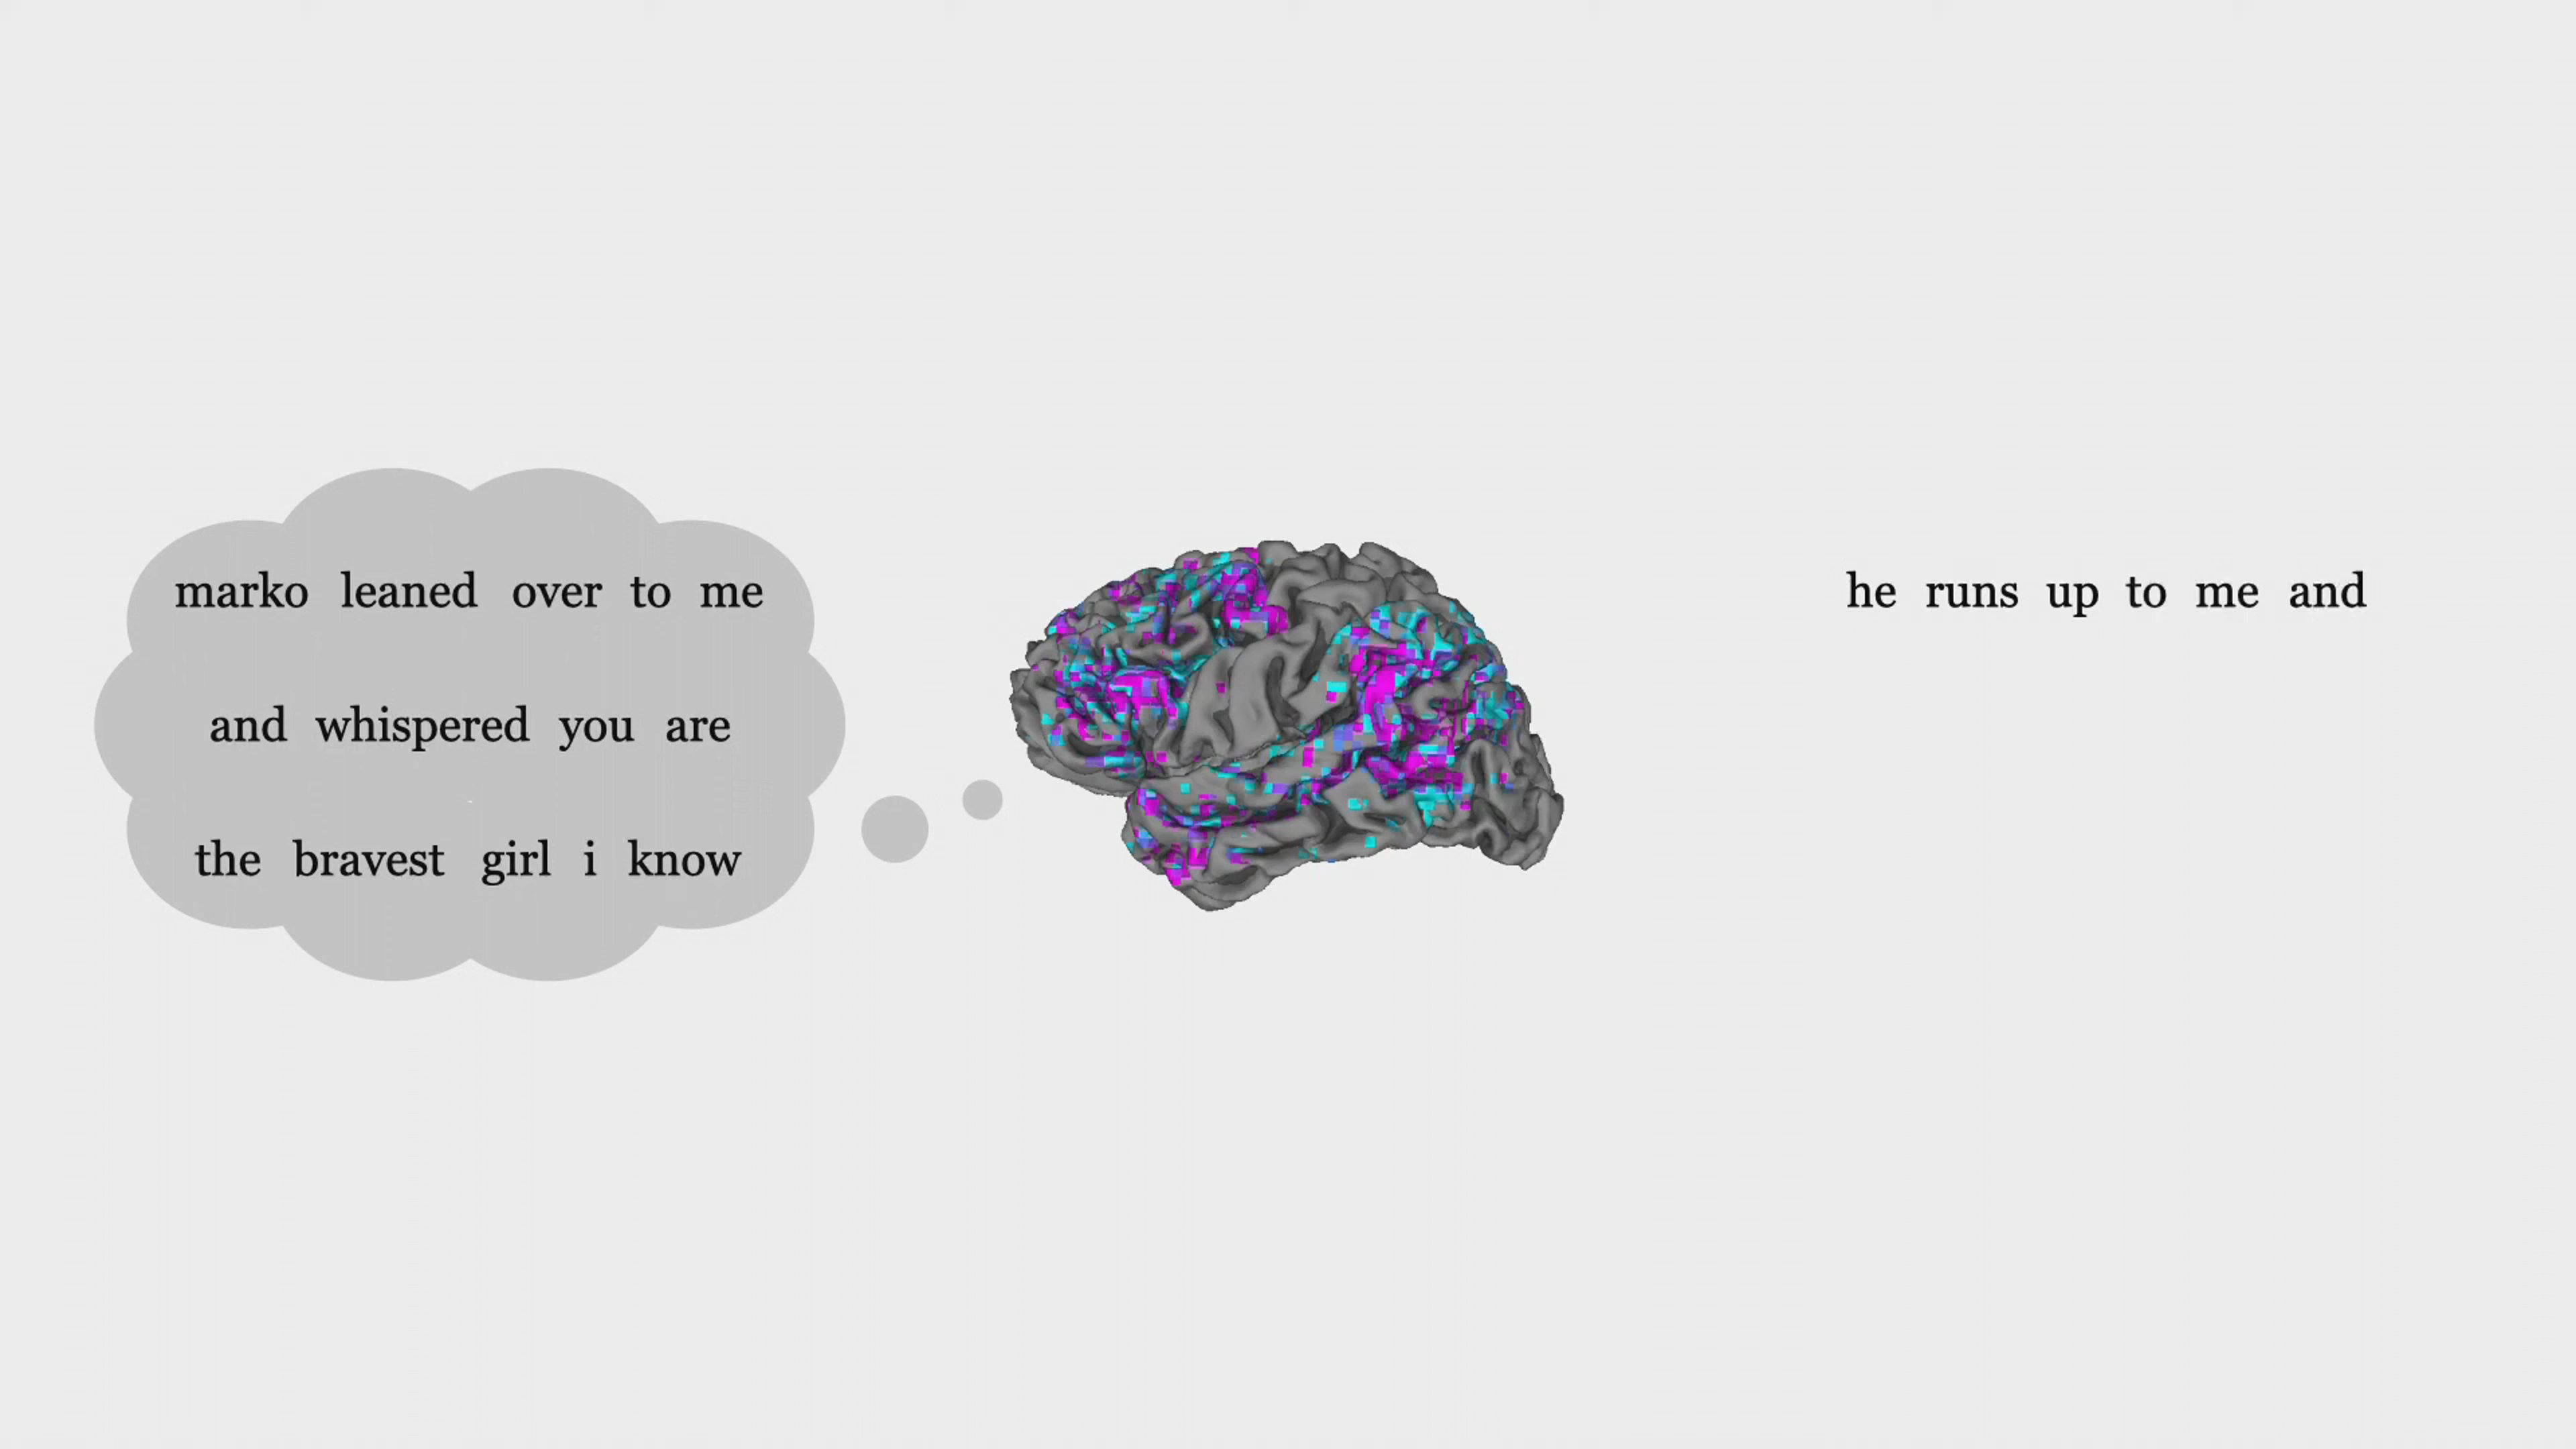 marko leaned over to me
and whispered you are
the bravest girl i know
he runs up to me and